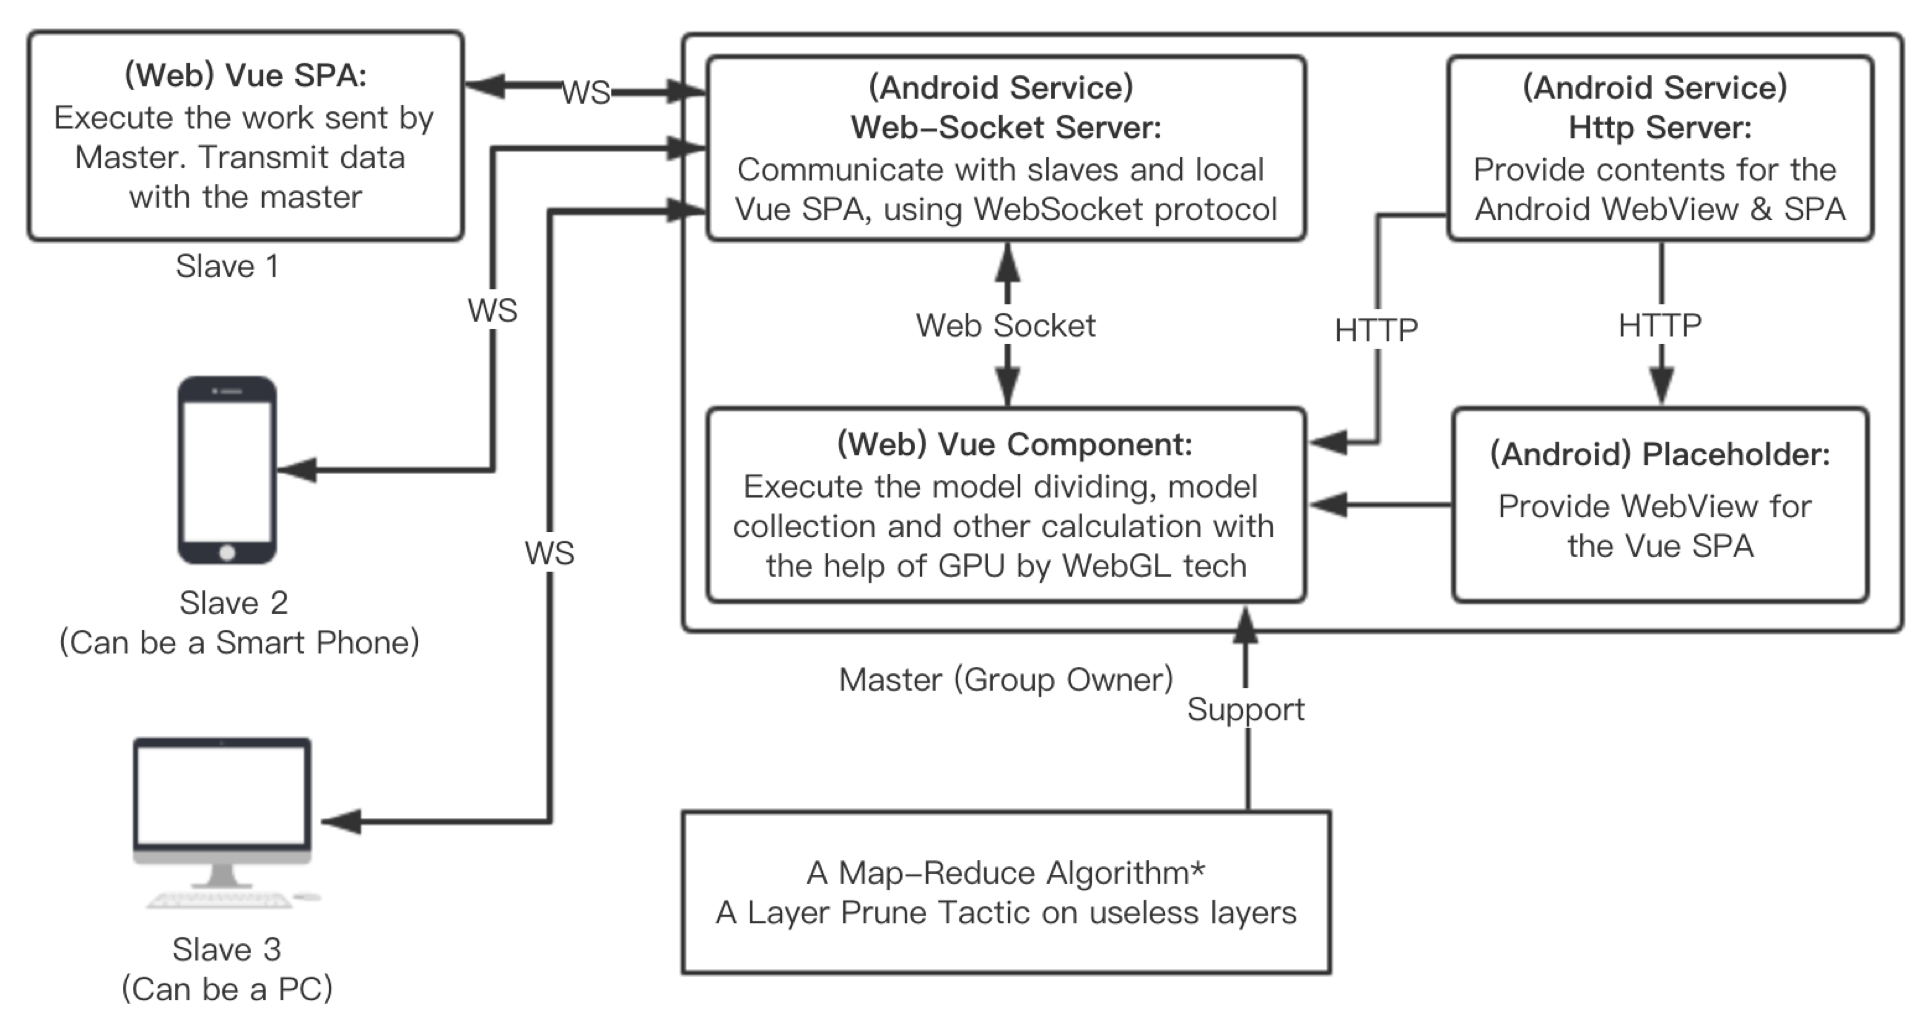 (Web) Vue SPA:
Execute the work sent by
Master. Transmit data
with the master
Slave 1
WS
WS
WS
Slave 2
(Can be a Smart Phone)
Slave 3
(Can be a PC)
(Android Service)
Web-Socket Server:
Communicate with slaves and local
Vue SPA, using WebSocket protocol
(Android Service)
Http Server:
Provide contents for the
Android WebView & SPA
Web Socket
HTTP
HTTP
(Web) Vue Component:
Execute the model dividing, model
collection and other calculation with
the help of GPU by WebGL tech
(Android) Placeholder:
Provide WebView for
the Vue SPA
Master (Group Owner)
Support
A Map-Reduce Algorithm*
A Layer Prune Tactic on useless layers